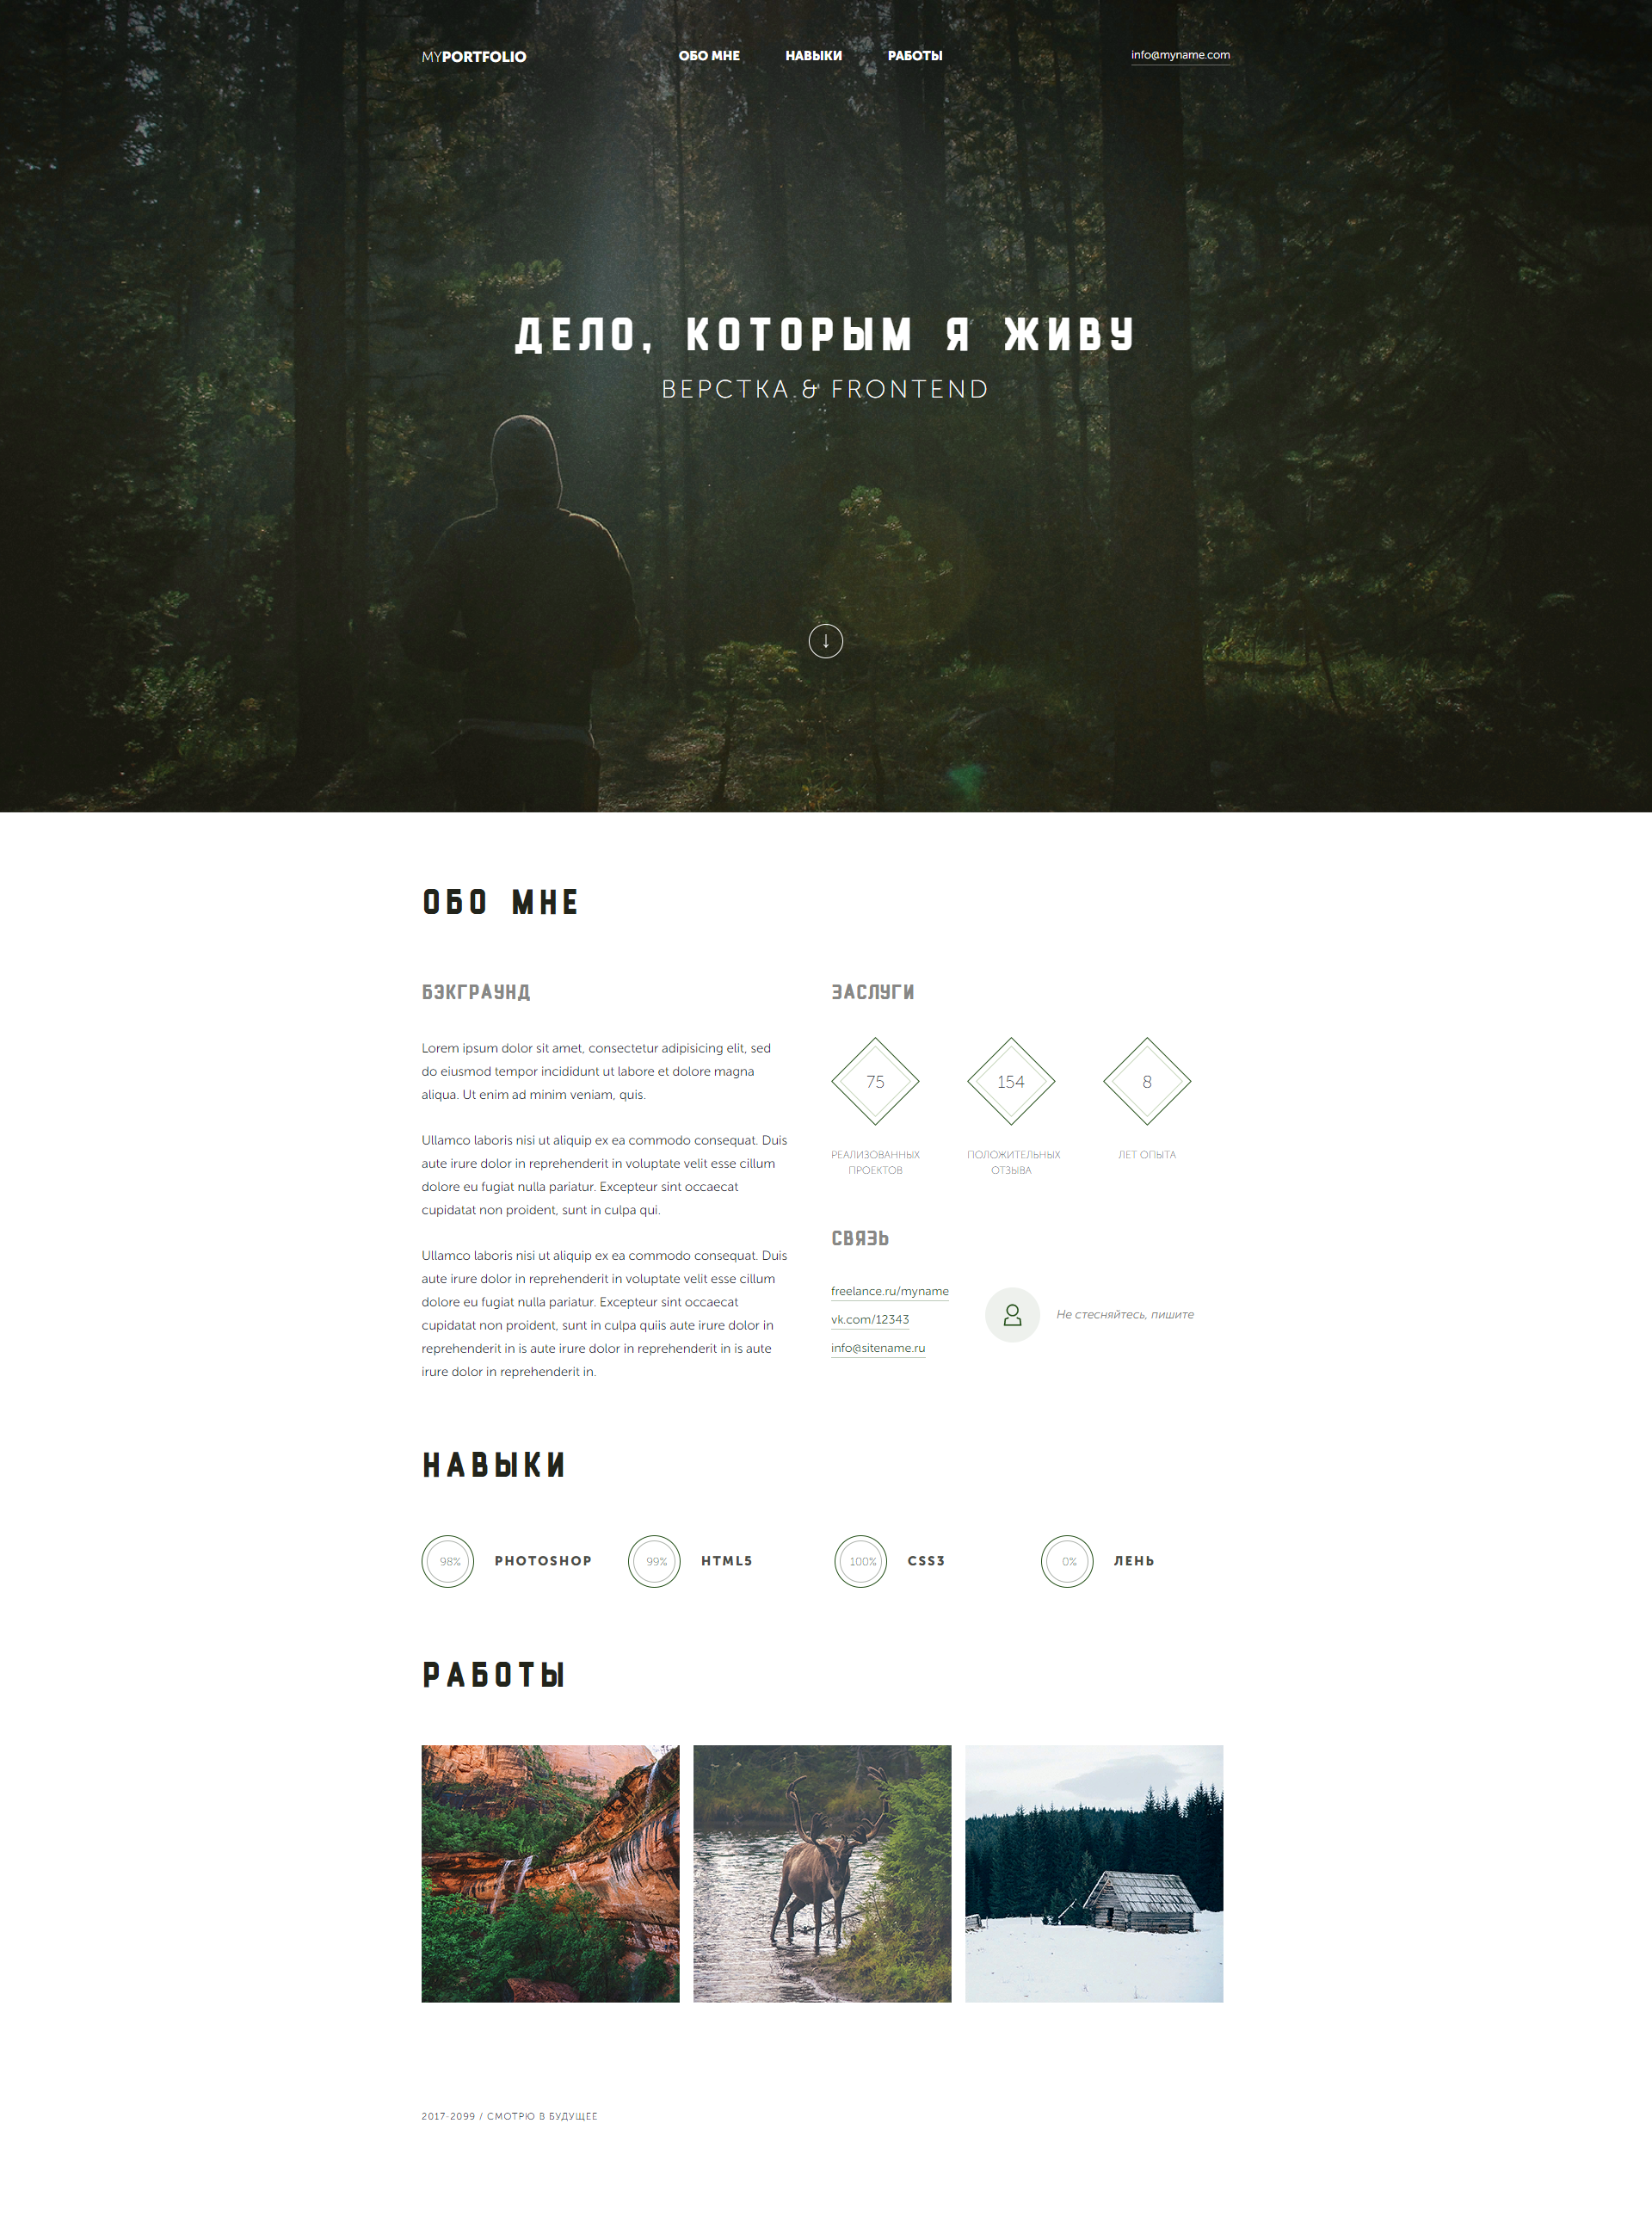 MYPORTFOLIO
ОБО МНЕ НАВЫКИ РАБОТЫ
info@myname.com
ДЕЛО, КОТОРЫМ Я ЖИВУ
ВЕРСТКА & FRONTEND
ОБО МНЕ
БЭКГРАУНД
Lorem ipsum dolor sit amet, consectetur adipisicing elit, sed
do eiusmod tempor incididunt ut labore et dolore magna
aliqua. Ut enim ad minim veniam, quis.
Ullamco laboris nisi ut aliquip ex ea commodo consequat. Duis
aute irure dolor in reprehenderit in voluptate velit esse cillum
dolore eu fugiat nulla pariatur. Excepteur sint occaecat
cupidatat non proident, sunt in culpa qui.
Ullamco laboris nisi ut aliquip ex ea commodo consequat. Duis
aute irure dolor in reprehenderit in voluptate velit esse cillum
dolore eu fugiat nulla pariatur. Excepteur sint occaecat
cupidatat non proident, sunt in culpa quiis aute irure dolor in
reprehenderit in is aute irure dolor in reprehenderit in is aute
irure dolor in reprehenderit in.
ЗАСЛУГИ
75
РЕАЛИЗОВАННЫХ
ПРОЕКТОВ
154
ПОЛОЖИТЕЛЬНЫХ
ОТЗЫВА
8
ЛЕТ ОПЫТА
СВЯЗЬ
freelance.ru/myname
vk.com/12343
info@sitename.ru
Не стесняйтесь, пишите
НАВЫКИ
98% PHOTOSHOP
99% HTML5
100% CSS3
0% ЛЕНЬ
РАБОТЫ
2017-2099 / СМОТРЮ В БУДУЩЕЕ